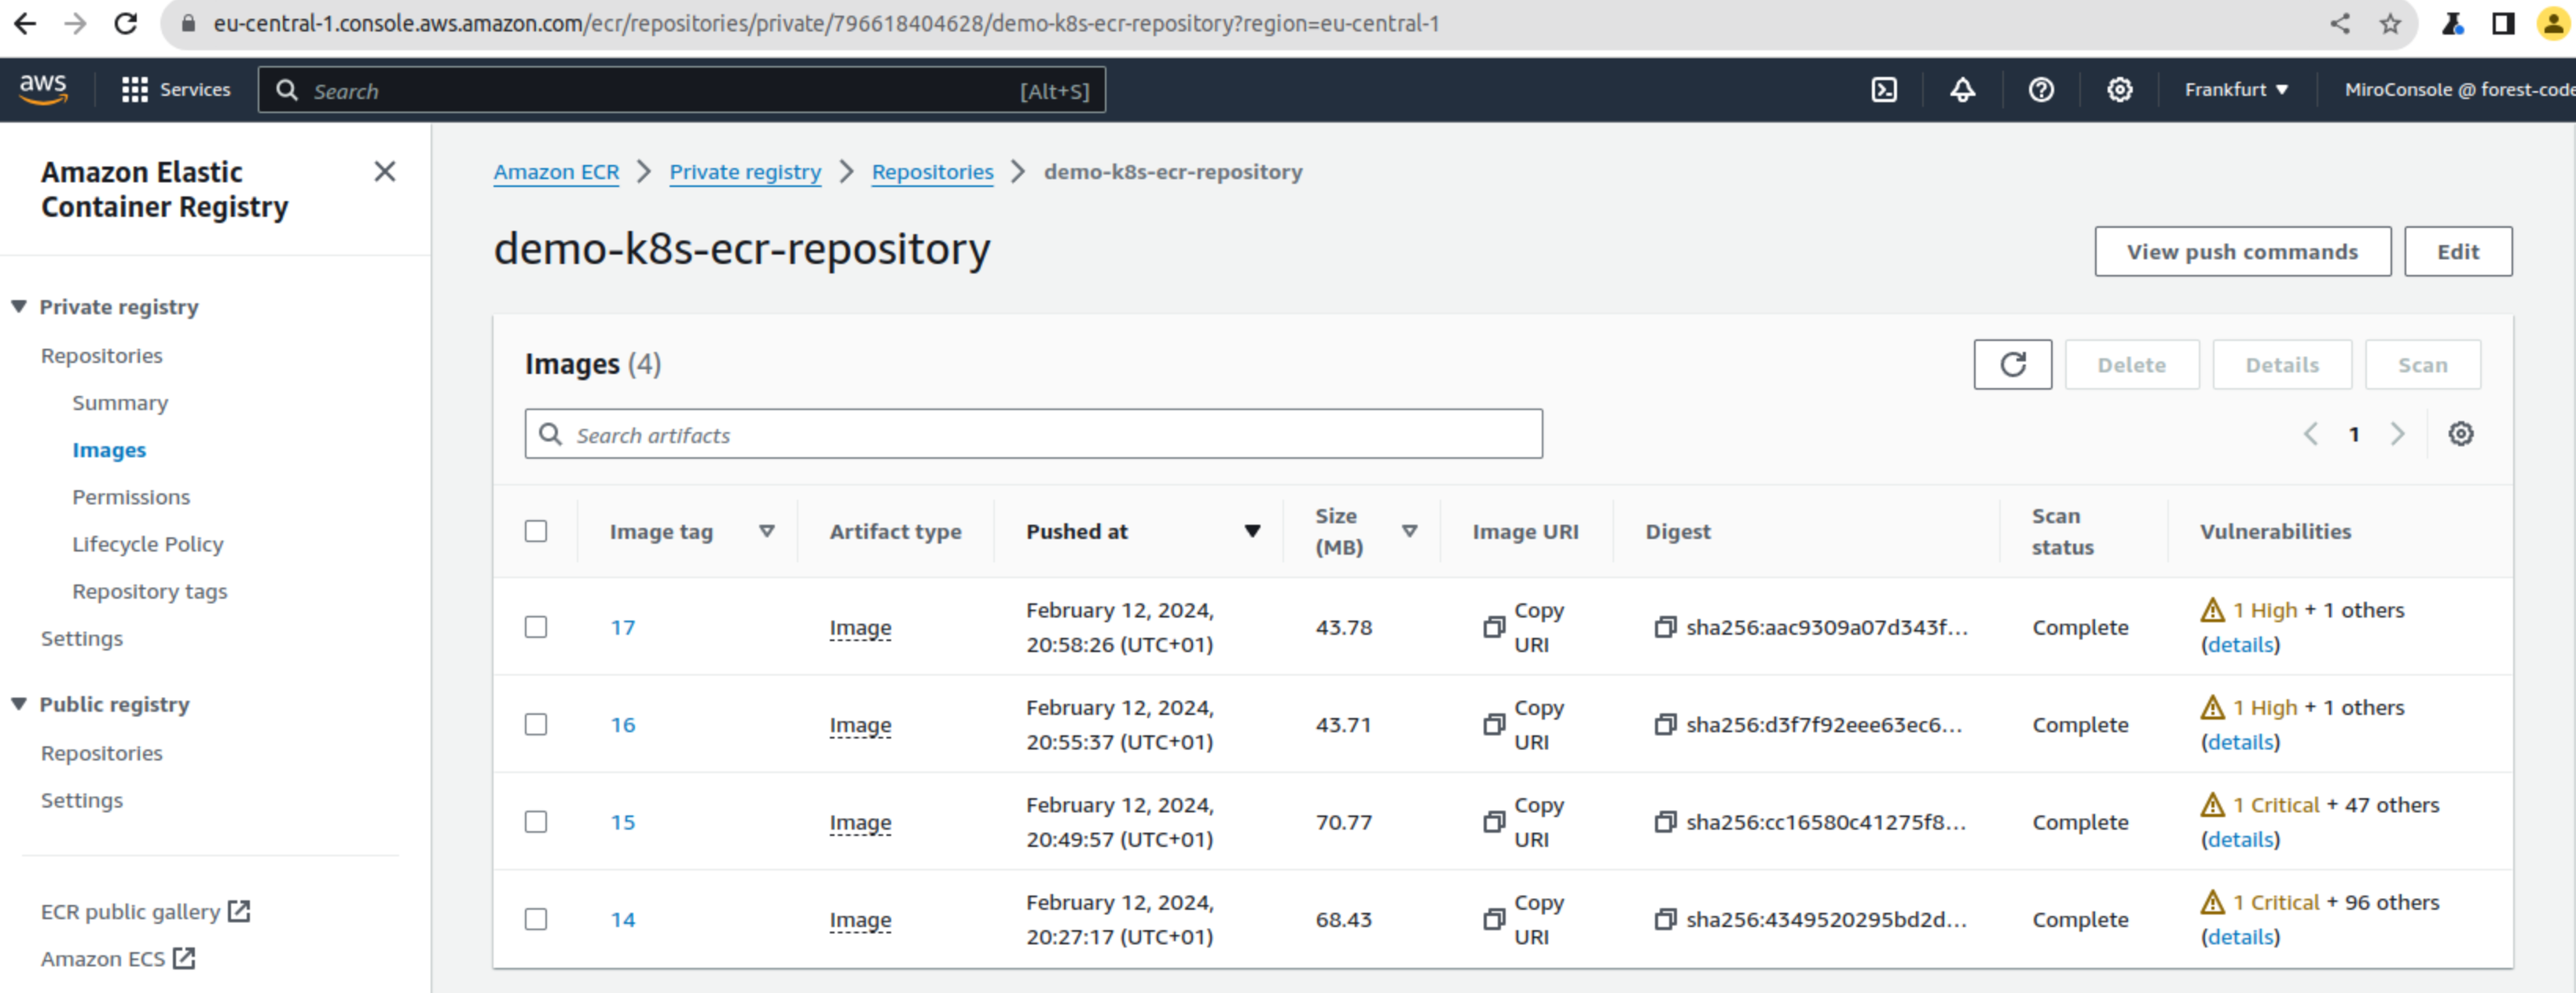 eu-central-1.console.aws.amazon.com/ecr/repositories/private/796618404628/demo-k8s-ecr-repository?region=eu-central-1
aws Services Search [Alt+S] Frankfurt MiroConsole @ forest-code
Amazon Elastic
Container Registry
Private registry
Repositories
Summary
Images
Permissions
Lifecycle Policy
Repository tags
Settings
Public registry
Repositories
Settings
ECR public gallery
Amazon ECS
Amazon ECR Private registry Repositories demo-k8s-ecr-repository
demo-k8s-ecr-repository
View push commands Edit
Images (4)
Delete Details Scan
Search artifacts
1
Image tag Artifact type Pushed at Size (MB) Image URI Digest Scan status Vulnerabilities
17 Image February 12, 2024, 20:58:26 (UTC+01) 43.78 Copy URI sha256:aac9309a07d343f... Complete 1 High + 1 others (details)
16 Image February 12, 2024, 20:55:37 (UTC+01) 43.71 Copy URI sha256:d3f7f92eee63ec6... Complete 1 High + 1 others (details)
15 Image February 12, 2024, 20:49:57 (UTC+01) 70.77 Copy URI sha256:cc16580c41275f8... Complete 1 Critical + 47 others (details)
14 Image February 12, 2024, 20:27:17 (UTC+01) 68.43 Copy URI sha256:4349520295bd2d... Complete 1 Critical + 96 others (details)